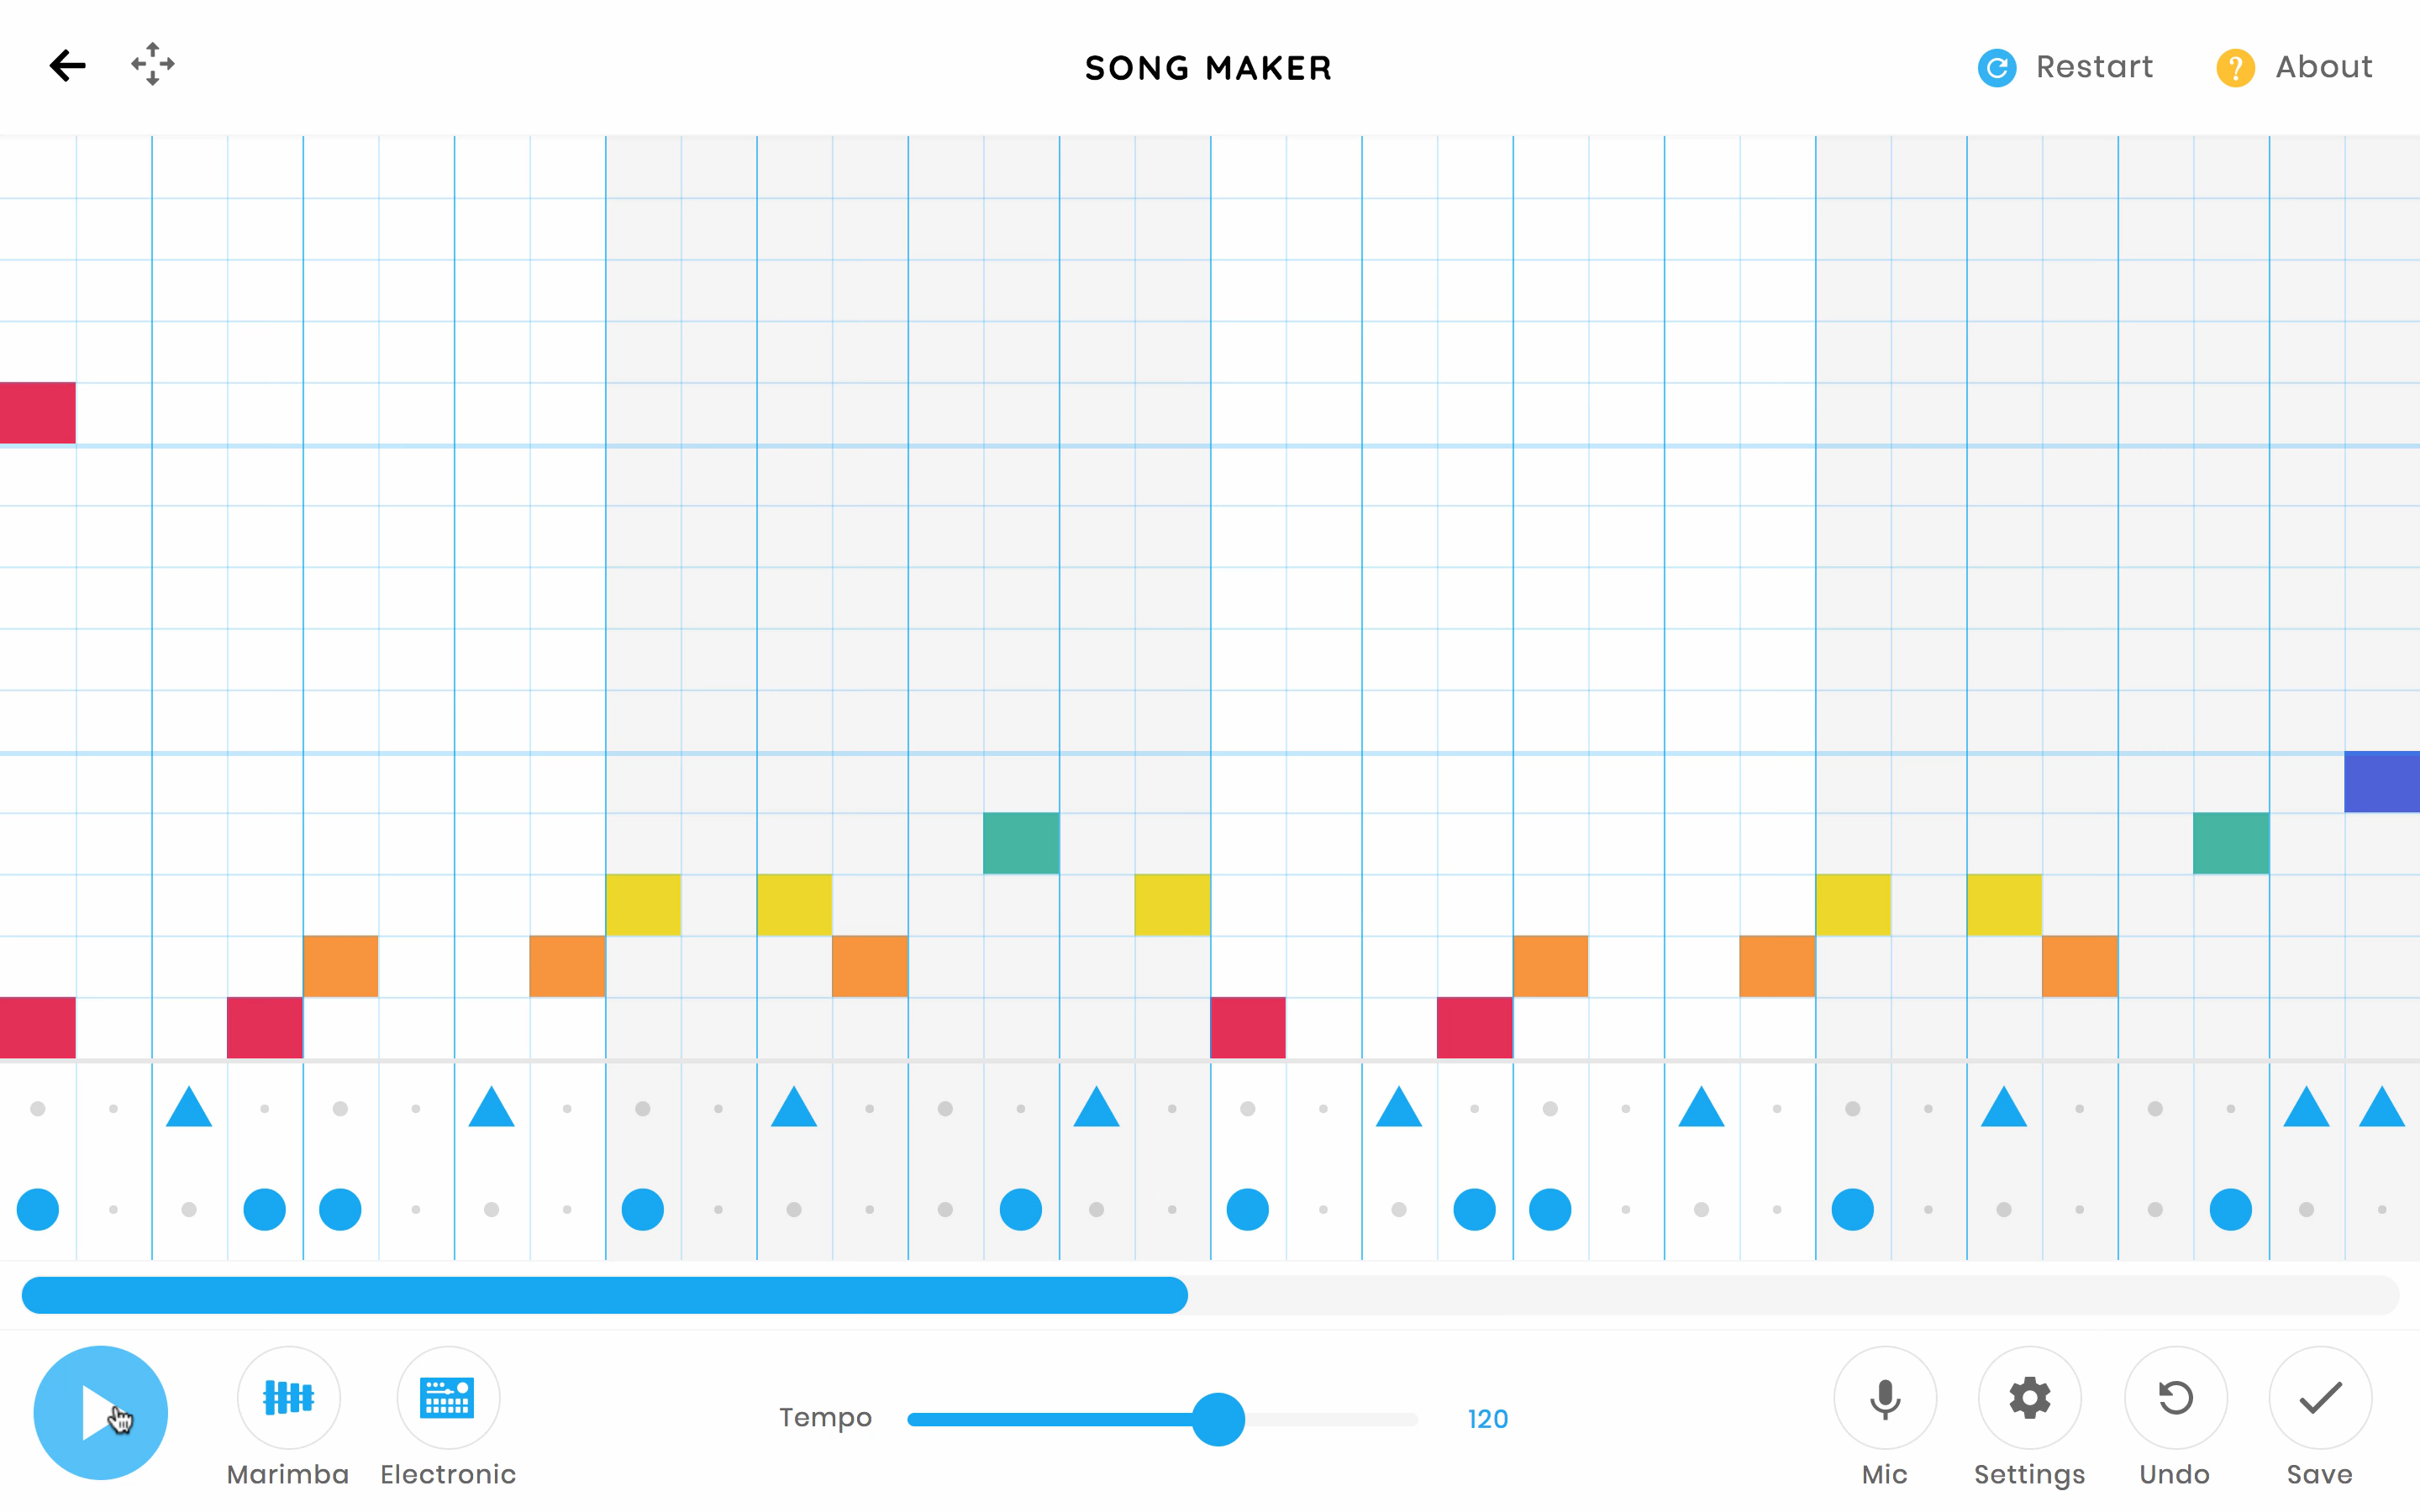 SONG MAKER
Restart
About
Tempo
120
Marimba
Electronic
Mic
Settings
Undo
Save